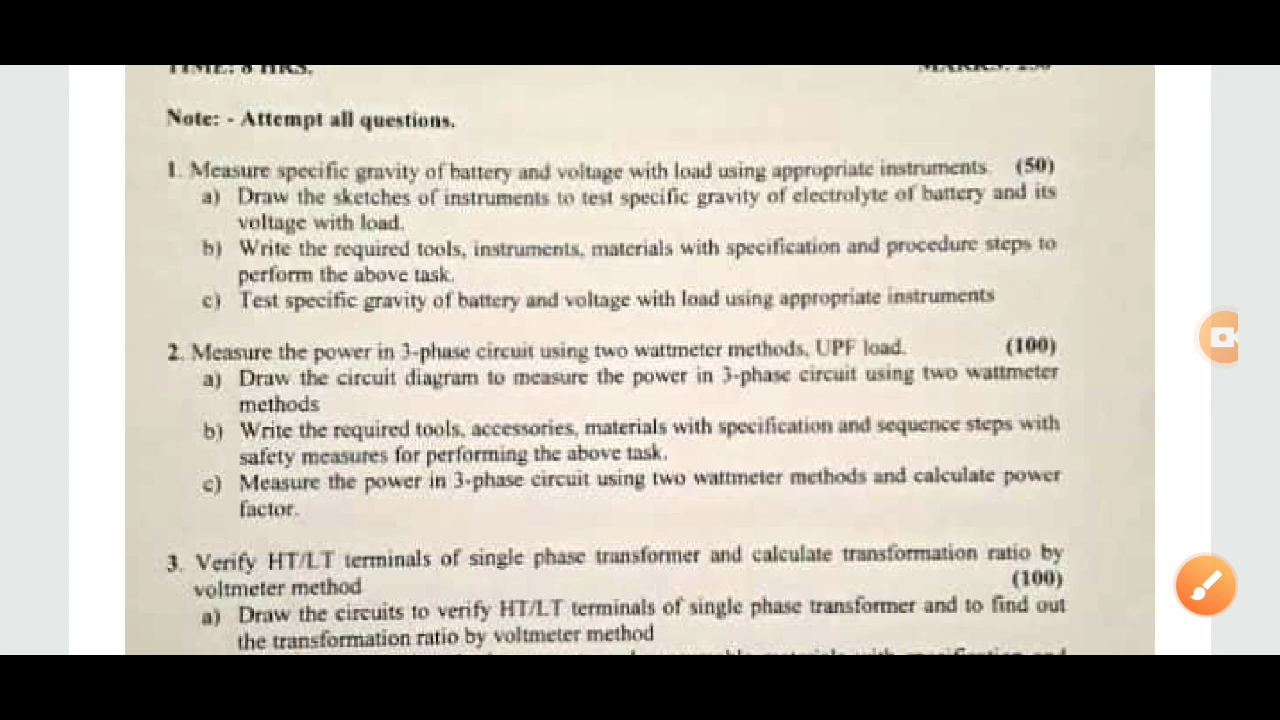 TIME: 8 HRS. MARKS: 250
Note: - Attempt all questions.
1. Measure specific gravity of battery and voltage with load using appropriate instruments (50)
a) Draw the sketches of instruments to test specific gravity of electrolyte of battery and its
voltage with load.
b) Write the required tools, instruments, materials with specification and procedure steps to
perform the above task.
c) Test specific gravity of battery and voltage with load using appropriate instruments
2. Measure the power in 3-phase circuit using two wattmeter methods, UPF load. (100)
a) Draw the circuit diagram to measure the power in 3-phase circuit using two wattmeter
methods
b) Write the required tools, accessories, materials with specification and sequence steps with
safety measures for performing the above task.
c) Measure the power in 3-phase circuit using two wattmeter methods and calculate power
factor.
3. Verify HT/LT terminals of single phase transformer and calculate transformation ratio by
voltmeter method (100)
a) Draw the circuits to verify HT/LT terminals of single phase transformer and to find out
the transformation ratio by voltmeter method